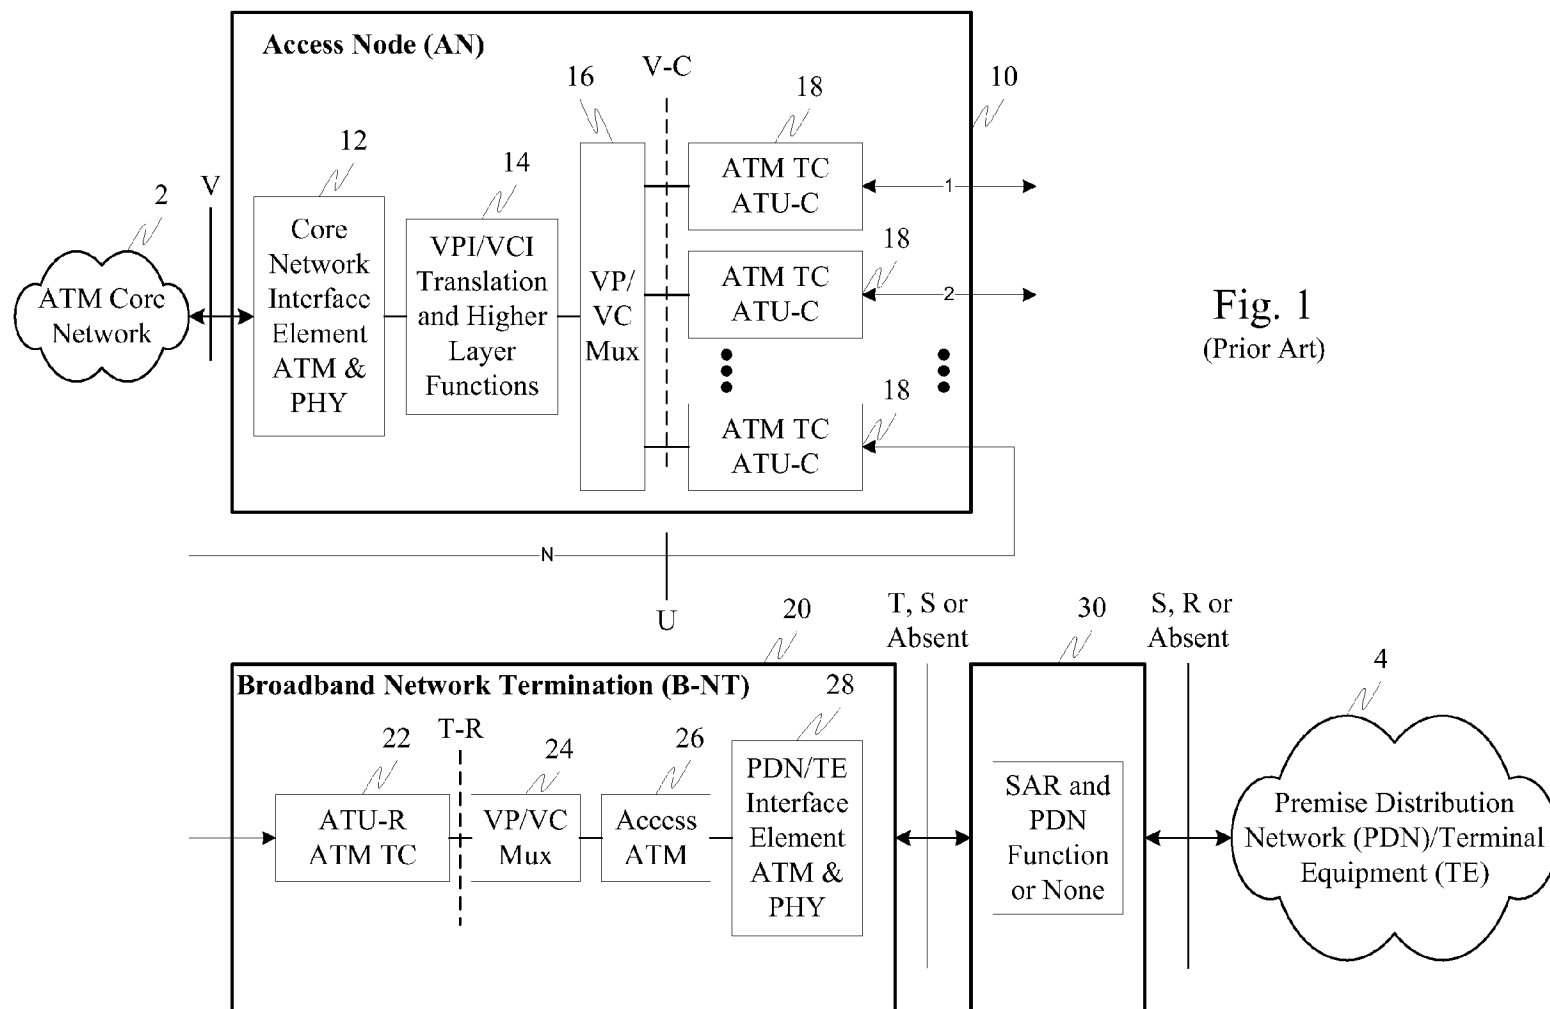 Access Node (AN)
V-C
16
18
10
12
14
ATM TC
ATU-C
1
2
V
Core
Network
Interface
Element
ATM &
PHY
VPI/VCI
Translation
and Higher
Layer
Functions
VP/
VC
Mux
18
ATM TC
ATU-C
2
ATM Core
Network
Fig. 1
(Prior Art)
18
ATM TC
ATU-C
N
U
20
T, S or
Absent
30
S, R or
Absent
4
Broadband Network Termination (B-NT)
28
22
T-R
24
26
ATU-R
ATM TC
VP/VC
Mux
Access
ATM
PDN/TE
Interface
Element
ATM &
PHY
SAR and
PDN
Function
or None
Premise Distribution
Network (PDN)/Terminal
Equipment (TE)